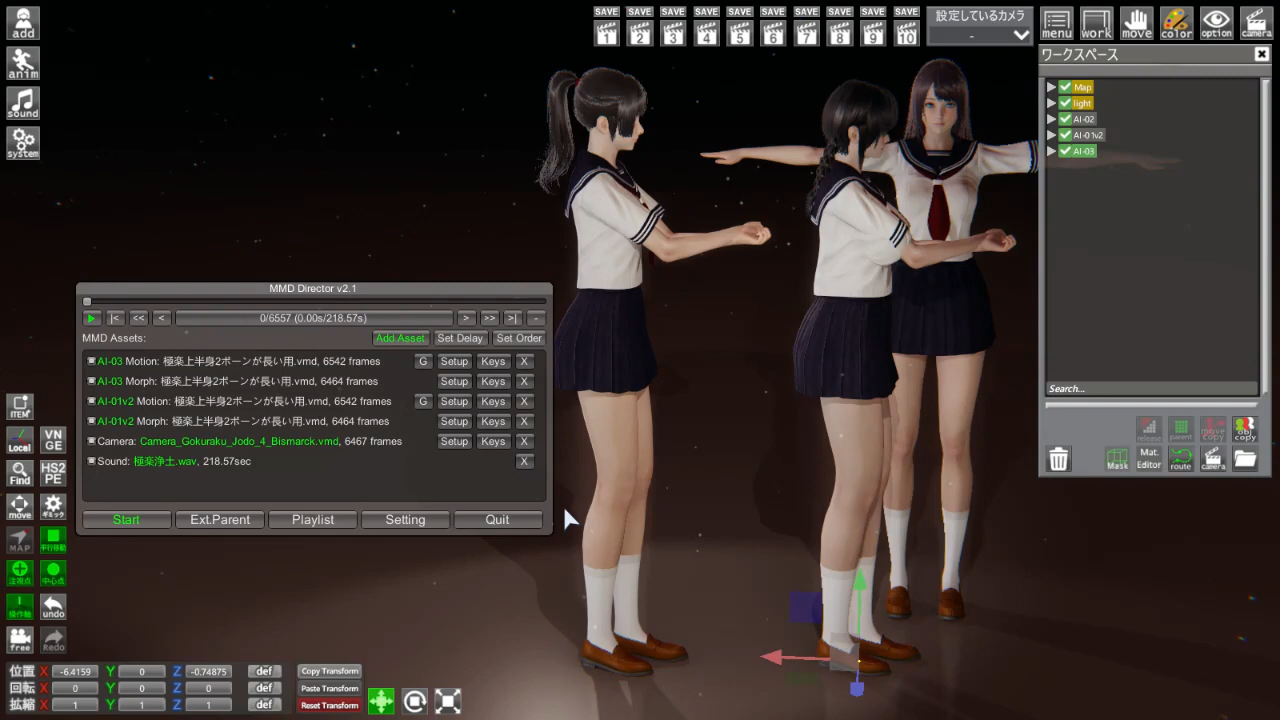 add
anim
sound
system
SAVE SAVE SAVE SAVE SAVE SAVE SAVE SAVE SAVE SAVE
1 2 3 4 5 6 7 8 9 10
設定しているカメラ
-
menu work move color option camera
ワークスペース
Map
light
AI-02
AI-01v2
AI-03
Search...
release parent move copy obj copy
Mask Mat. Editor route camera
MMD Director v2.1
|< << < 0/6557 (0.00s/218.57s) > >> >| -
MMD Assets: Add Asset Set Delay Set Order
AI-03 Motion: 極楽上半身2ボーンが長い用.vmd, 6542 frames G Setup Keys X
AI-03 Morph: 極楽上半身2ボーンが長い用.vmd, 6464 frames Setup Keys X
AI-01v2 Motion: 極楽上半身2ボーンが長い用.vmd, 6542 frames G Setup Keys X
AI-01v2 Morph: 極楽上半身2ボーンが長い用.vmd, 6464 frames Setup Keys X
Camera: Camera_Gokuraku_Jodo_4_Bismarck.vmd, 6467 frames Setup Keys X
Sound: 極楽浄土.wav, 218.57sec X
Start Ext.Parent Playlist Setting Quit
ITEM
Local VNGE
Find HS2PE
move ギミック
MAP 平行移動
注視点 中心点
操作軸 undo
free Redo
位置 X -6.4159 Y 0 Z -0.74875 def Copy Transform
回転 X 0 Y 0 Z 0 def Paste Transform
拡縮 X 1 Y 1 Z 1 def Reset Transform